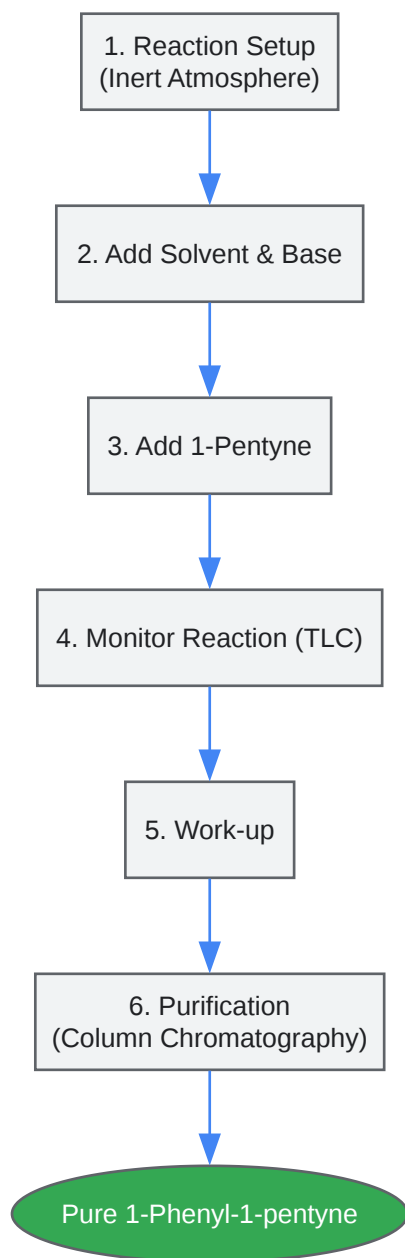 1. Reaction Setup
(Inert Atmosphere)
2. Add Solvent & Base
3. Add 1-Pentyne
4. Monitor Reaction (TLC)
5. Work-up
6. Purification
(Column Chromatography)
Pure 1-Phenyl-1-pentyne